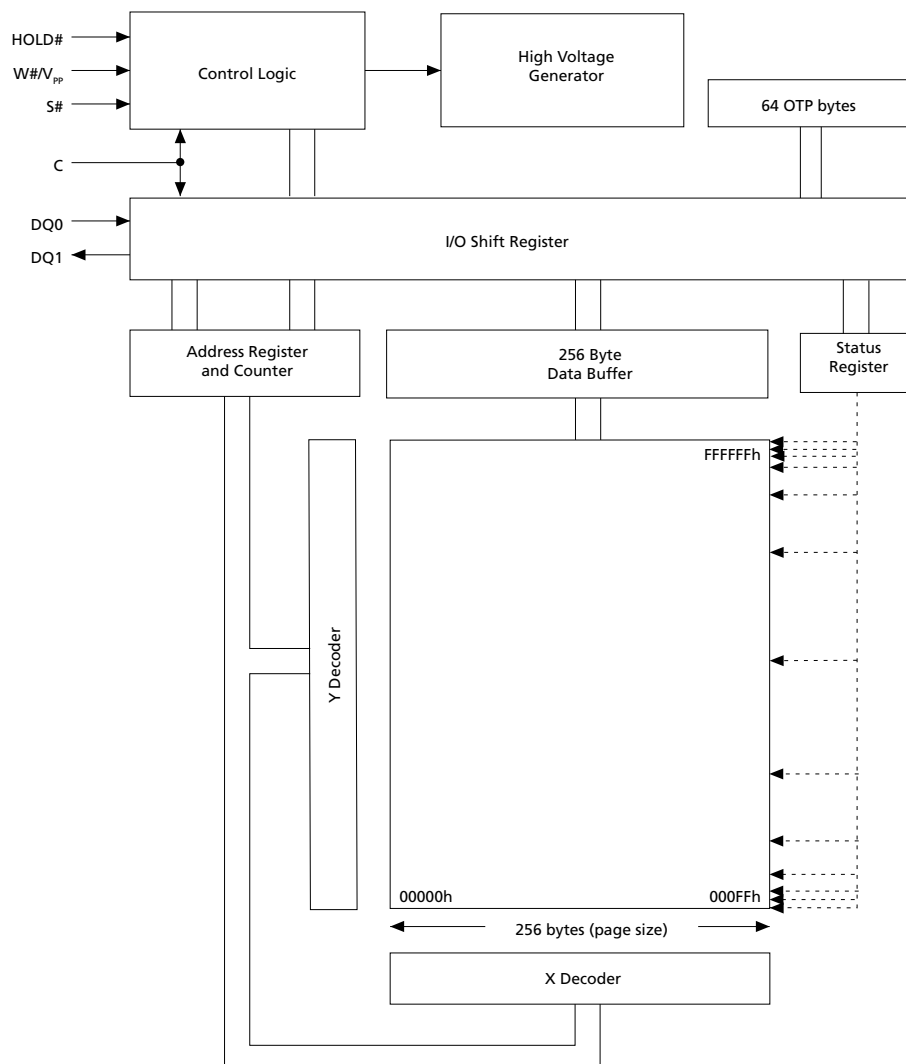 HOLD#
W#/VPP
S#
Control Logic
High Voltage
Generator
64 OTP bytes
C
DQ0
DQ1
I/O Shift Register
Address Register
and Counter
256 Byte
Data Buffer
Status
Register
FFFFFFh
Y Decoder
00000h
000FFh
256 bytes (page size)
X Decoder